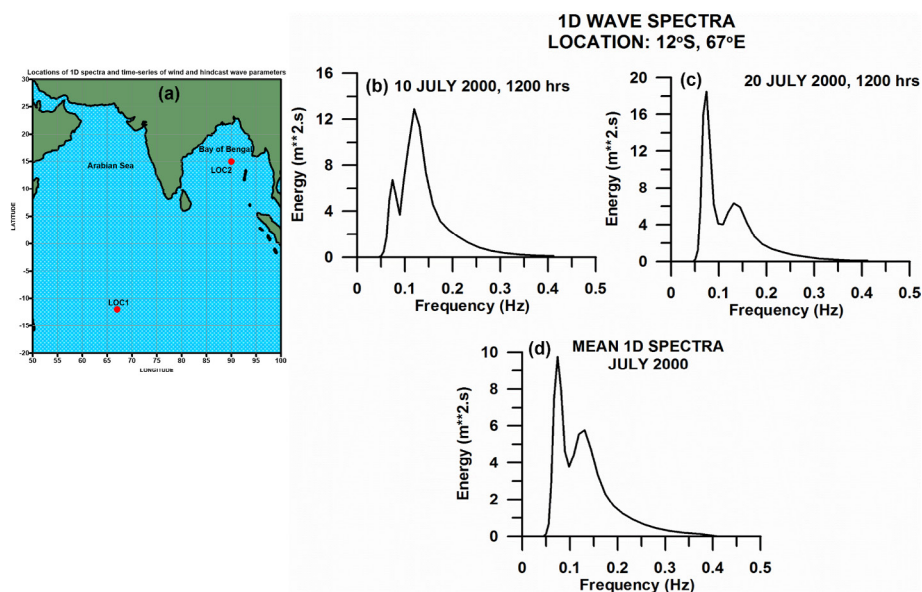 1D WAVE SPECTRA
LOCATION: 12°S, 67°E
Locations of 1D spectra and time-series of wind and hindcast wave parameters
(a)
30
25
20
15
10
5
0
-5
-10
-15
-20
LATITUDE
Arabian Sea
Bay of Bengal
LOC2
LOC1
50 55 60 65 70 75 80 85 90 95 100
LONGITUDE
(b) 10 JULY 2000, 1200 hrs
16
12
8
4
0
Energy (m**2.s)
0 0.1 0.2 0.3 0.4 0.5
Frequency (Hz)
(c) 20 JULY 2000, 1200 hrs
20
16
12
8
4
0
Energy (m**2.s)
0 0.1 0.2 0.3 0.4 0.5
Frequency (Hz)
(d) MEAN 1D SPECTRA
JULY 2000
10
8
6
4
2
0
Energy (m**2.s)
0 0.1 0.2 0.3 0.4 0.5
Frequency (Hz)